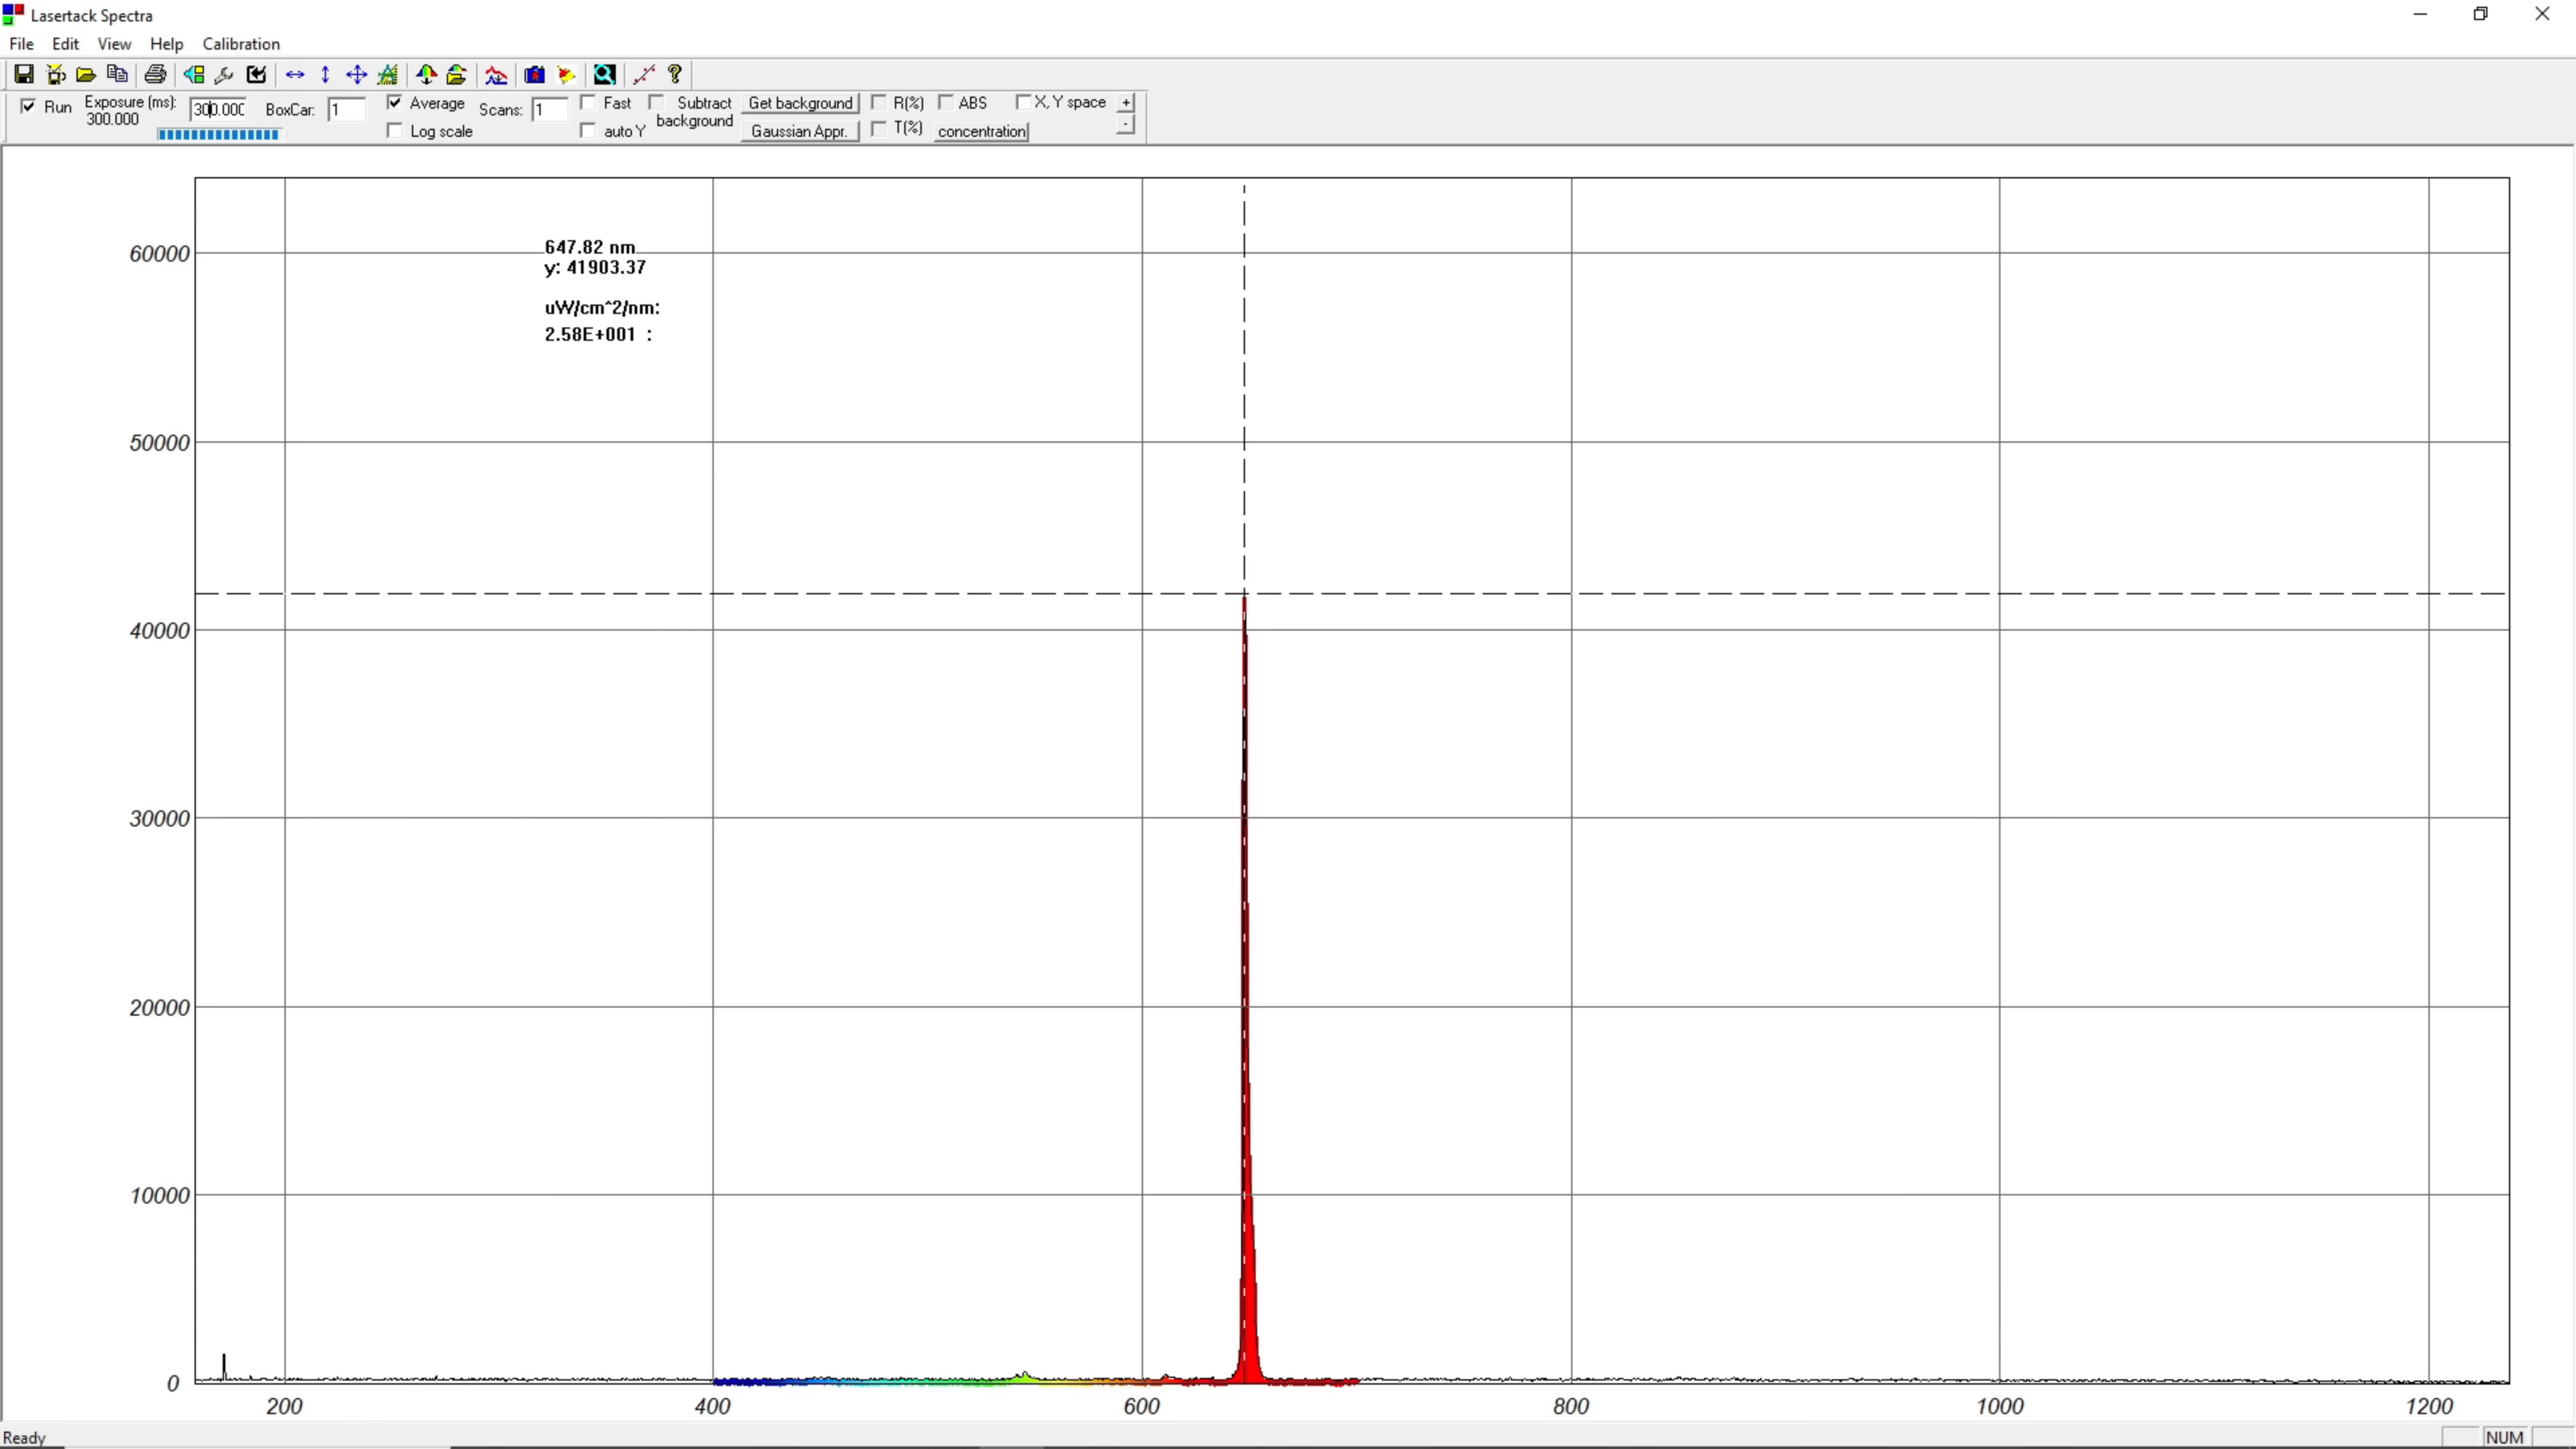 Lasertack Spectra
File Edit View Help Calibration
Run Exposure (ms): 300.000 BoxCar: 1 Average Scans: 1 Fast Subtract background Get background R(%) ABS X, Y space +
300.000 Log scale auto Y Gaussian Appr. T(%) concentration -
647.82 nm
y: 41903.37
uW/cm^2/nm:
2.58E+001 :
60000
50000
40000
30000
20000
10000
0
200 400 600 800 1000 1200
Ready NUM